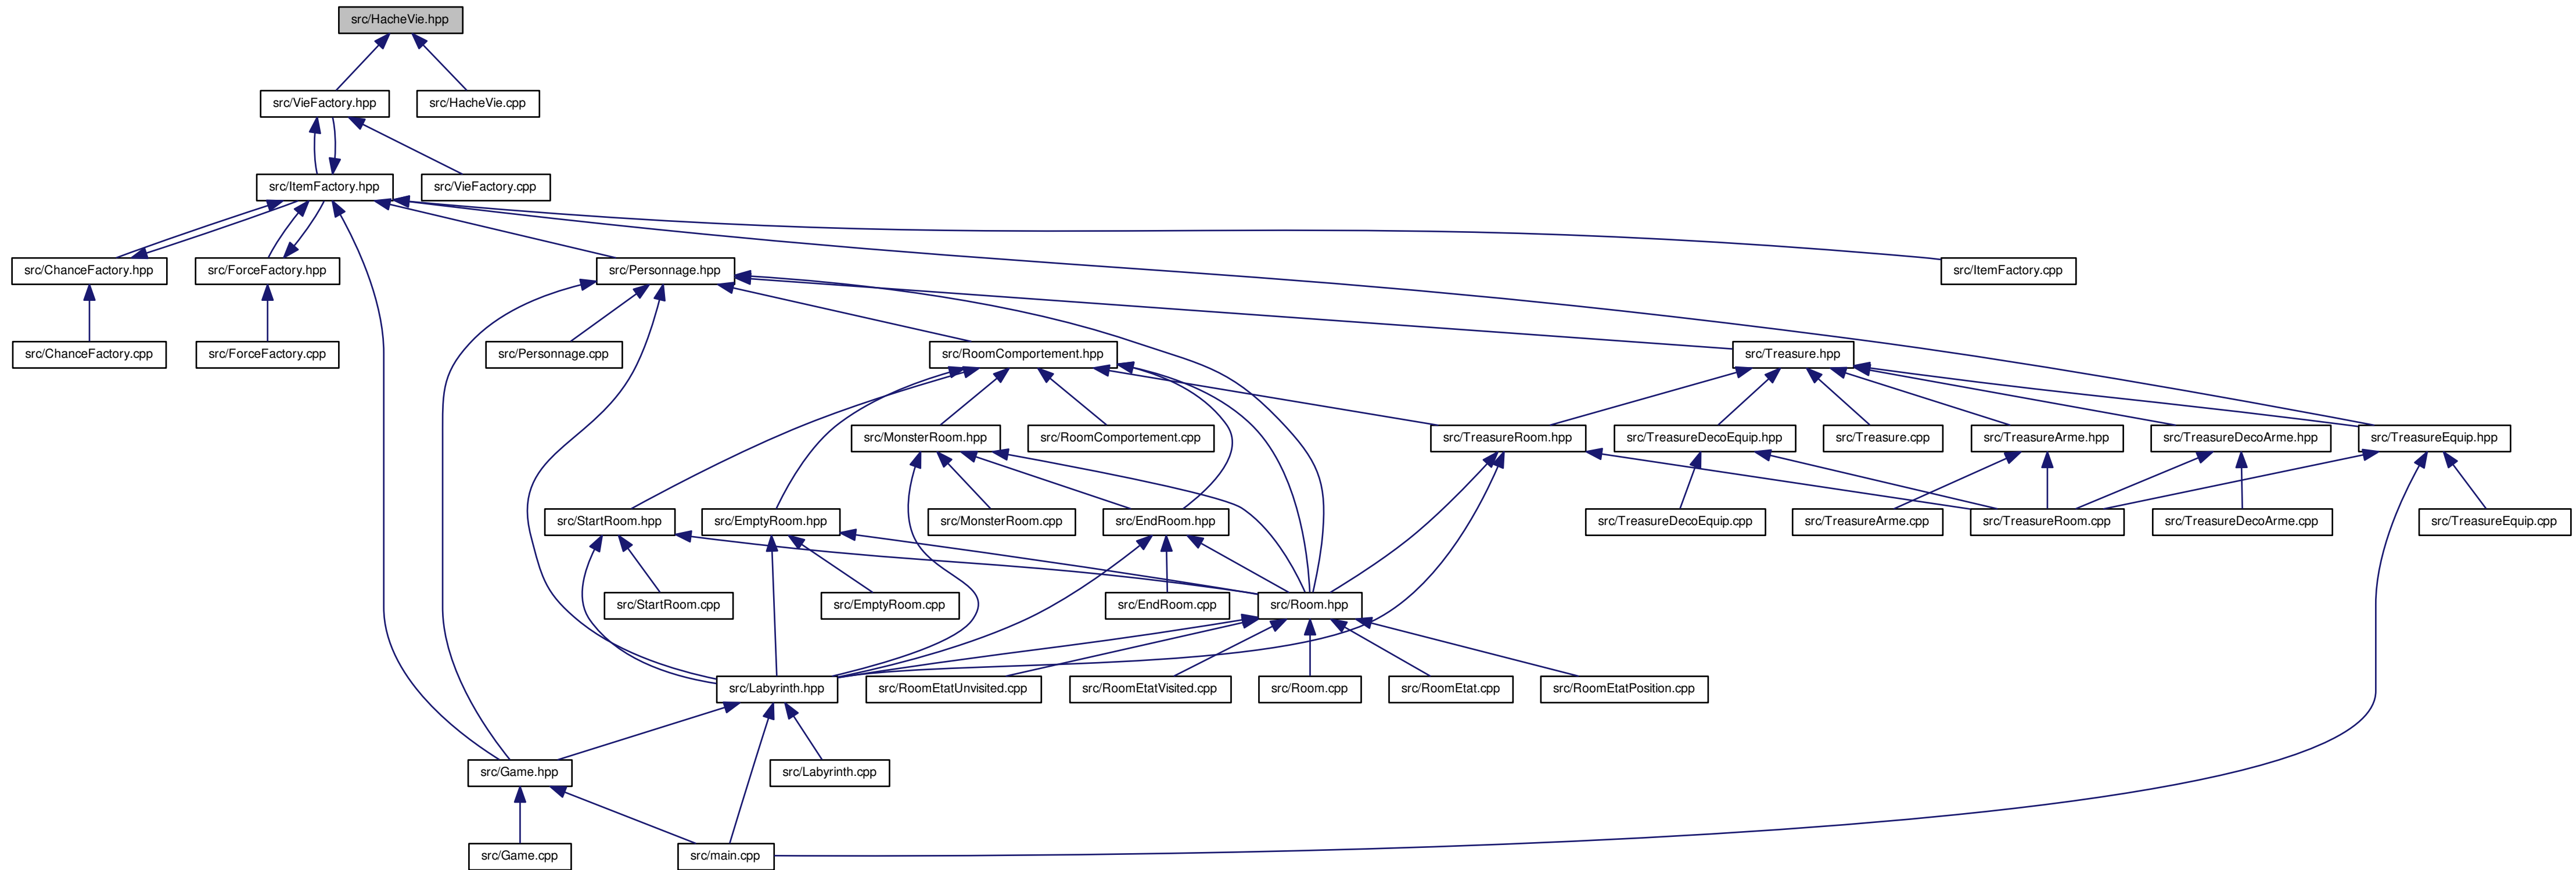 src/HacheVie.hpp
src/VieFactory.hpp
src/HacheVie.cpp
src/ItemFactory.hpp
src/VieFactory.cpp
src/ChanceFactory.hpp
src/ForceFactory.hpp
src/Personnage.hpp
src/ItemFactory.cpp
src/ChanceFactory.cpp
src/ForceFactory.cpp
src/Personnage.cpp
src/RoomComportement.hpp
src/Treasure.hpp
src/MonsterRoom.hpp
src/RoomComportement.cpp
src/TreasureRoom.hpp
src/TreasureDecoEquip.hpp
src/Treasure.cpp
src/TreasureArme.hpp
src/TreasureDecoArme.hpp
src/TreasureEquip.hpp
src/StartRoom.hpp
src/EmptyRoom.hpp
src/MonsterRoom.cpp
src/EndRoom.hpp
src/TreasureDecoEquip.cpp
src/TreasureArme.cpp
src/TreasureRoom.cpp
src/TreasureDecoArme.cpp
src/TreasureEquip.cpp
src/StartRoom.cpp
src/EmptyRoom.cpp
src/EndRoom.cpp
src/Room.hpp
src/Labyrinth.hpp
src/RoomEtatUnvisited.cpp
src/RoomEtatVisited.cpp
src/Room.cpp
src/RoomEtat.cpp
src/RoomEtatPosition.cpp
src/Game.hpp
src/Labyrinth.cpp
src/Game.cpp
src/main.cpp